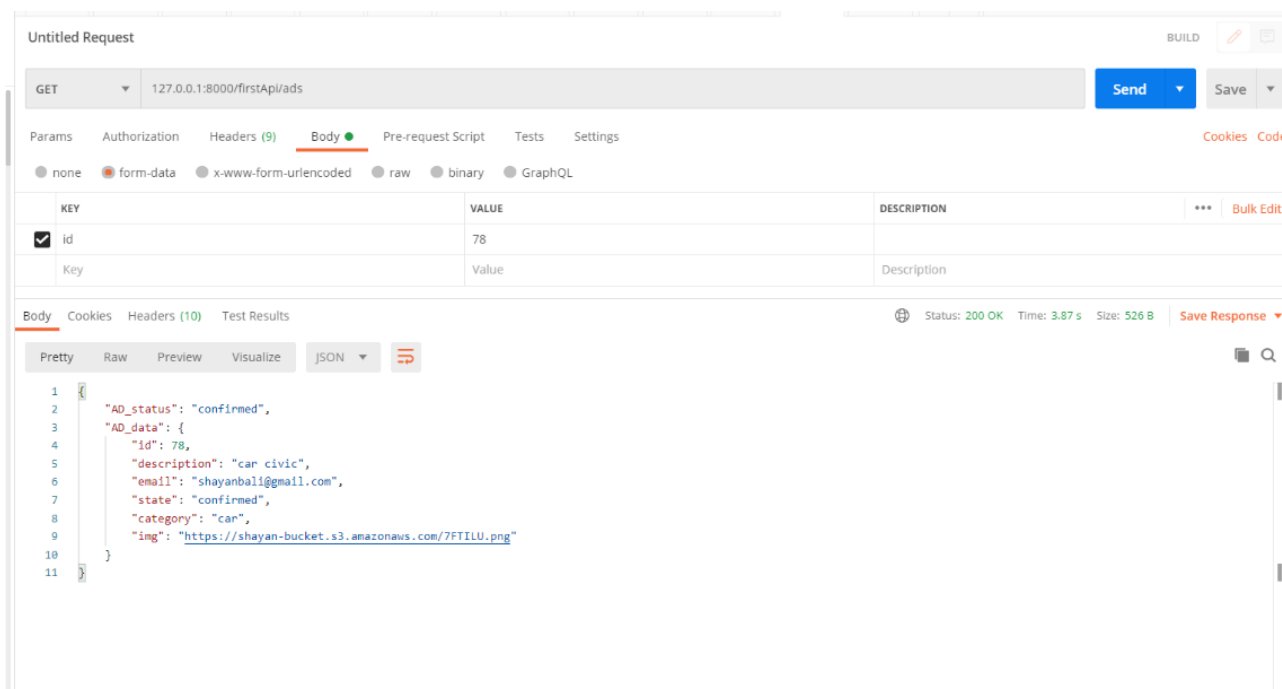 Untitled Request BUILD
GET 127.0.0.1:8000/firstApi/ads Send Save
Params Authorization Headers (9) Body Pre-request Script Tests Settings Cookies Code
none form-data x-www-form-urlencoded raw binary GraphQL
KEY VALUE DESCRIPTION ••• Bulk Edit
id 78
Key Value Description
Body Cookies Headers (10) Test Results Status: 200 OK Time: 3.87 s Size: 526 B Save Response
Pretty Raw Preview Visualize JSON
1 {
2 "AD_status": "confirmed",
3 "AD_data": {
4 "id": 78,
5 "description": "car civic",
6 "email": "shayanbali@gmail.com",
7 "state": "confirmed",
8 "category": "car",
9 "img": "https://shayan-bucket.s3.amazonaws.com/7FTILU.png"
10 }
11 }